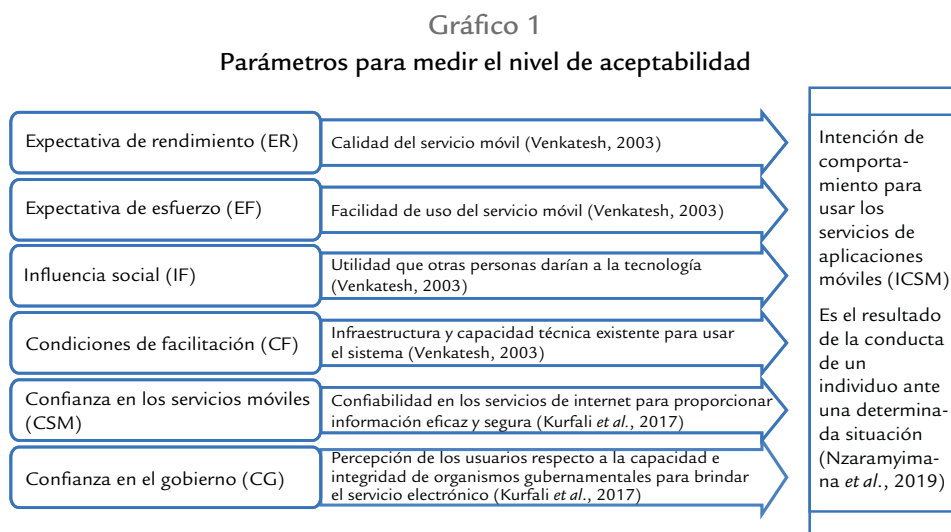 Gráfico 1
Parámetros para medir el nivel de aceptabilidad
Expectativa de rendimiento (ER)
Calidad del servicio móvil (Venkatesh, 2003)
Expectativa de esfuerzo (EF)
Facilidad de uso del servicio móvil (Venkatesh, 2003)
Influencia social (IF)
Utilidad que otras personas darían a la tecnología
(Venkatesh, 2003)
Condiciones de facilitación (CF)
Infraestructura y capacidad técnica existente para usar
el sistema (Venkatesh, 2003)
Confianza en los servicios móviles
(CSM)
Confiabilidad en los servicios de internet para proporcionar
información eficaz y segura (Kurfali et al., 2017)
Confianza en el gobierno (CG)
Percepción de los usuarios respecto a la capacidad e
integridad de organismos gubernamentales para brindar
el servicio electrónico (Kurfali et al., 2017)
Intención de
comporta-
miento para
usar los
servicios de
aplicaciones
móviles (ICSM)
Es el resultado
de la conducta
de un
individuo ante
una determina-
da situación
(Nzaramyima-
na et al., 2019)